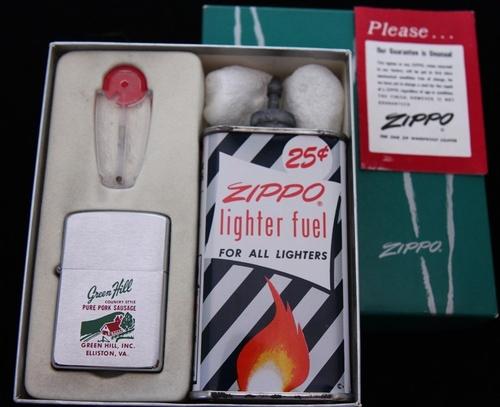 Green Hill
COUNTRY STYLE
PURE PORK SAUSAGE
GREEN HILL, INC.
ELLISTON, VA.
25¢
ZIPPO®
lighter fuel
FOR ALL LIGHTERS
Please...
Our Guarantee is Unusual
ZIPPO®
ZIPPO®